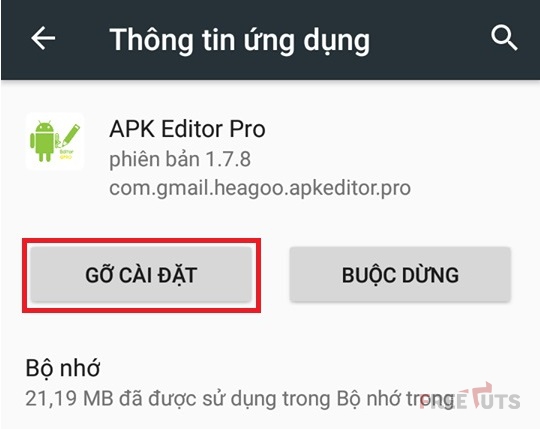 Thông tin ứng dụng
APK Editor Pro
phiên bản 1.7.8
com.gmail.heagoo.apkeditor.pro
GỠ CÀI ĐẶT
BUỘC DỪNG
Bộ nhớ
21,19 MB đã được sử dụng trong Bộ nhớ trong
FREETUTS